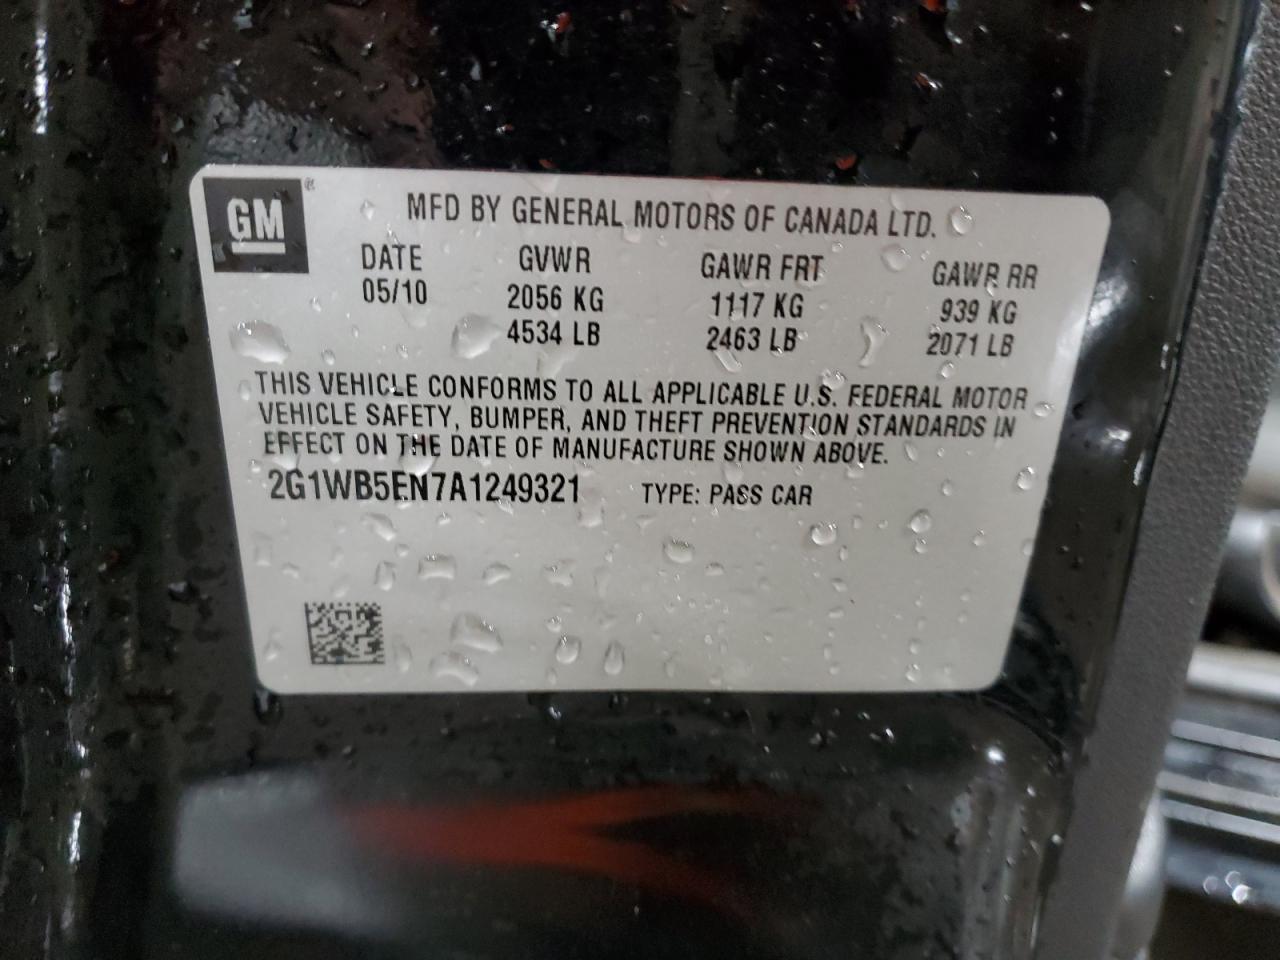 GM ®
MFD BY GENERAL MOTORS OF CANADA LTD.
DATE GVWR GAWR FRT GAWR RR
05/10 2056 KG 1117 KG 939 KG
4534 LB 2463 LB 2071 LB
THIS VEHICLE CONFORMS TO ALL APPLICABLE U.S. FEDERAL MOTOR
VEHICLE SAFETY, BUMPER, AND THEFT PREVENTION STANDARDS IN
EFFECT ON THE DATE OF MANUFACTURE SHOWN ABOVE.
2G1WB5EN7A1249321 TYPE: PASS CAR